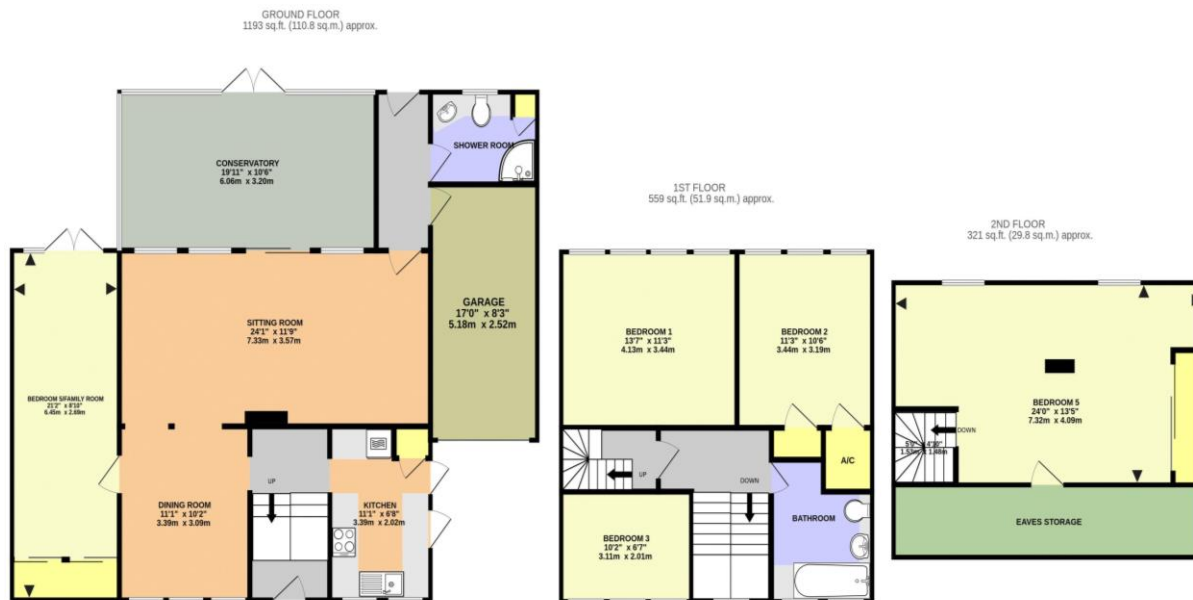 GROUND FLOOR
1193 sq.ft. (110.8 sq.m.) approx.
CONSERVATORY
19'11" x 10'6"
6.06m x 3.20m
SHOWER ROOM
GARAGE
17'0" x 8'3"
5.18m x 2.52m
SITTING ROOM
24'1" x 11'9"
7.33m x 3.57m
BEDROOM 5/FAMILY ROOM
21'2" x 8'10"
6.45m x 2.69m
UP
DINING ROOM
11'1" x 10'2"
3.39m x 3.09m
KITCHEN
11'1" x 6'8"
3.39m x 2.02m
1ST FLOOR
559 sq.ft. (51.9 sq.m.) approx.
BEDROOM 1
13'7" x 11'3"
4.13m x 3.44m
BEDROOM 2
11'3" x 10'6"
3.44m x 3.19m
A/C
UP
DOWN
BATHROOM
BEDROOM 3
10'2" x 6'7"
3.11m x 2.01m
2ND FLOOR
321 sq.ft. (29.8 sq.m.) approx.
BEDROOM 5
24'0" x 13'5"
7.32m x 4.09m
DOWN
EAVES STORAGE